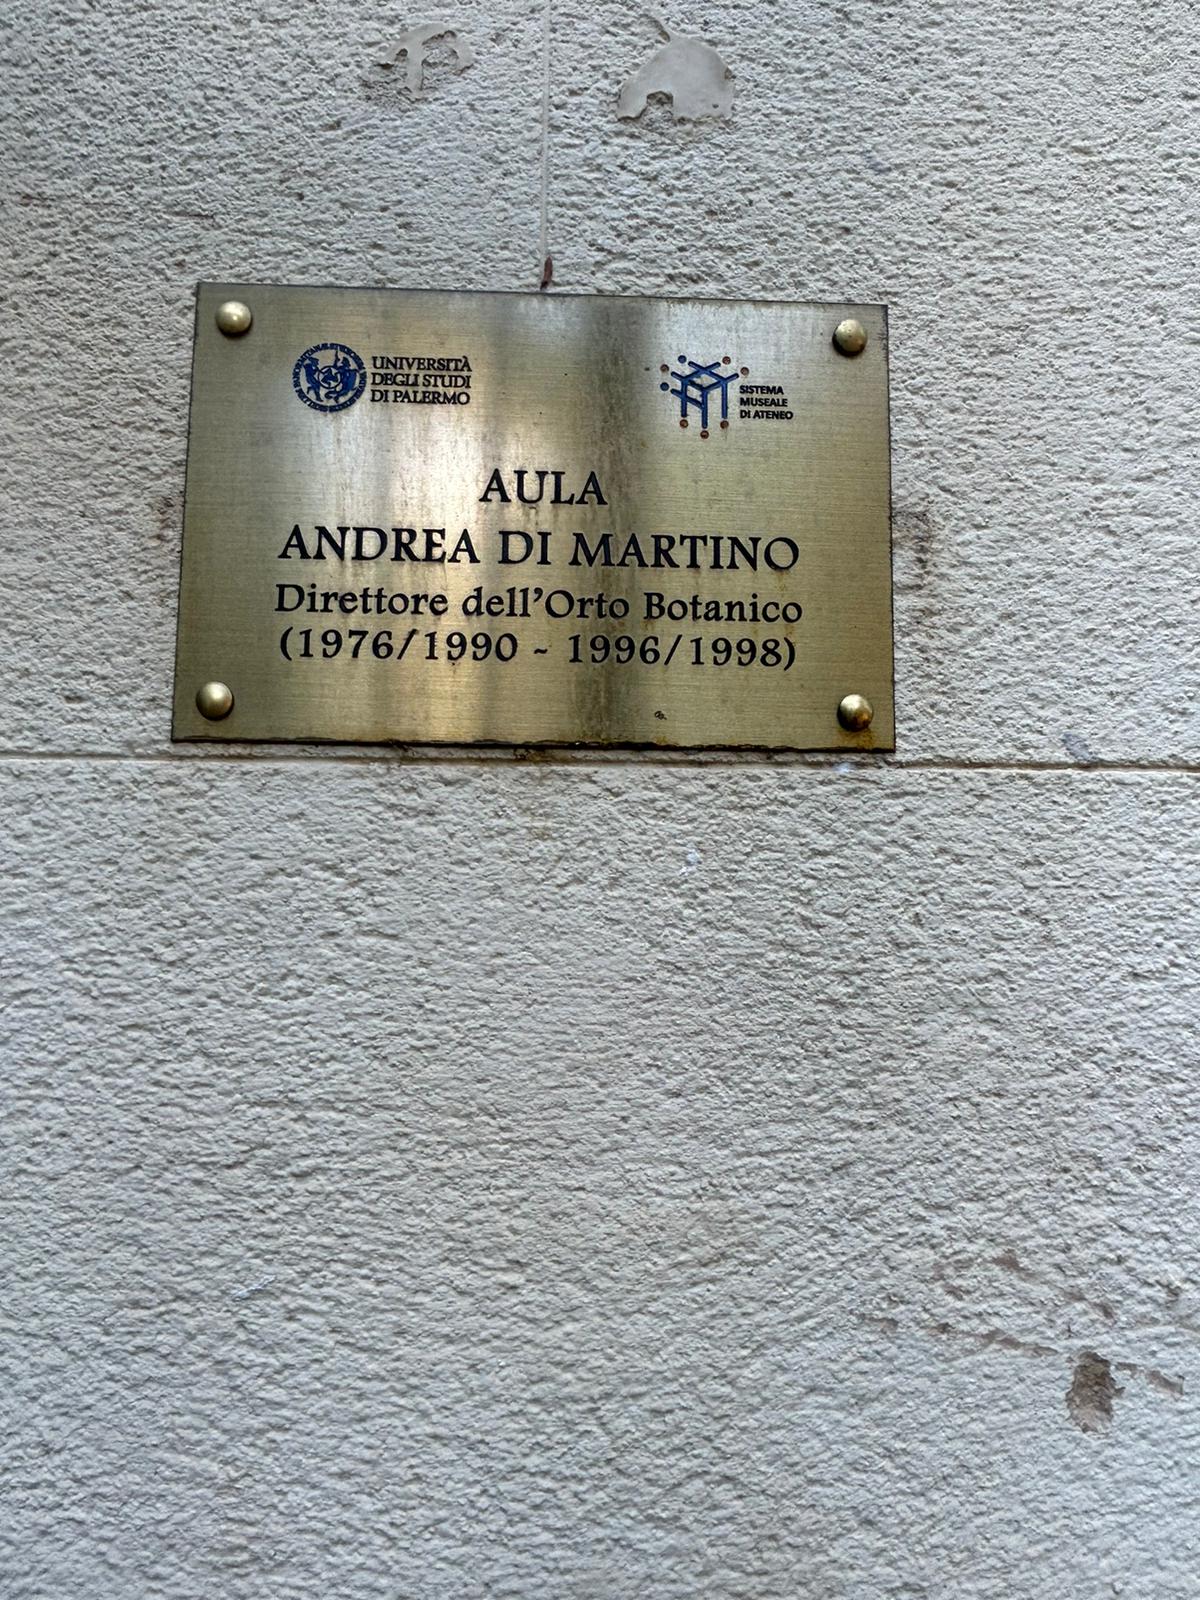 UNIVERSITÀ
DEGLI STUDI
DI PALERMO
SISTEMA
MUSEALE
DI ATENEO
AULA
ANDREA DI MARTINO
Direttore dell'Orto Botanico
(1976/1990 - 1996/1998)